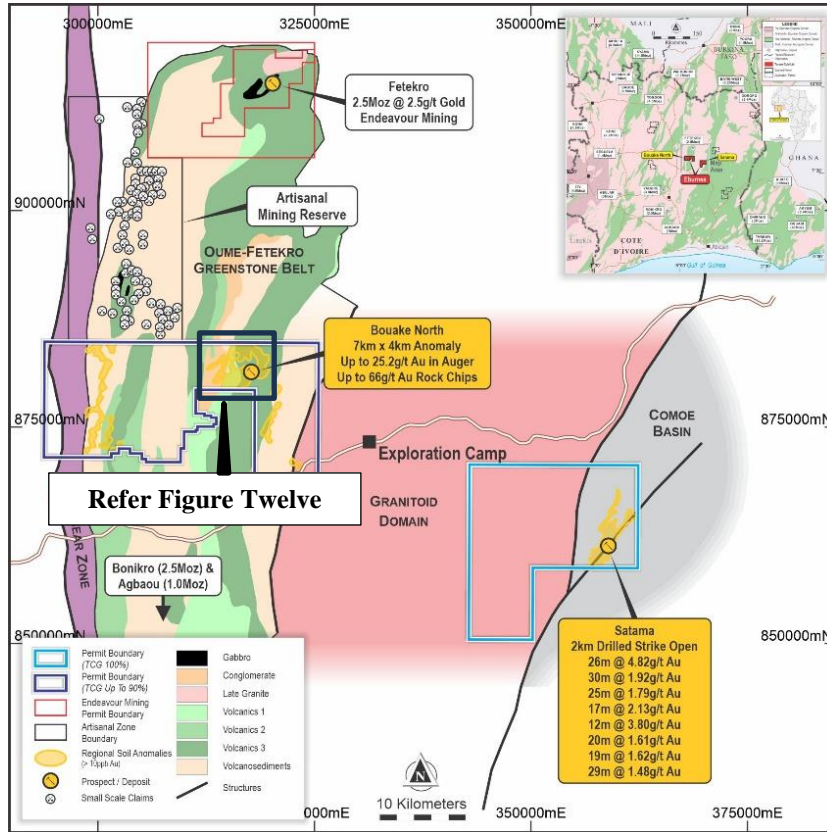 300000mE
325000mE
350000mE
Fetekro
2.5Moz @ 2.5g/t Gold
Endeavour Mining
900000mN
Artisanal
Mining Reserve
OUME-FETEKRO
GREENSTONE BELT
Bouake North
7km x 4km Anomaly
Up to 25.2g/t Au in Auger
Up to 66g/t Au Rock Chips
875000mN
875000mN
COMOE
BASIN
Exploration Camp
Refer Figure Twelve
GRANITOID
DOMAIN
EAR ZONE
Bonikro (2.5Moz) &
Agbaou (1.0Moz)
850000mN
850000mN
Satama
2km Drilled Strike Open
26m @ 4.82g/t Au
30m @ 1.92g/t Au
25m @ 1.79g/t Au
17m @ 2.13g/t Au
12m @ 3.80g/t Au
20m @ 1.61g/t Au
19m @ 1.62g/t Au
29m @ 1.48g/t Au
Permit Boundary
(TCG 100%)
Permit Boundary
(TCG Up To 90%)
Endeavour Mining
Permit Boundary
Artisanal Zone
Boundary
Regional Soil Anomalies
(> 10ppb Au)
Prospect / Deposit
Small Scale Claims
Gabbro
Conglomerate
Late Granite
Volcanics 1
Volcanics 2
Volcanics 3
Volcanosediments
Structures
N
10 Kilometers
000mE
350000mE
375000mE
MALI
BURKINA
FASO
LEGEND
Kilometers
GHANA
Bouake North
Satama
Eburnea
LIBERIA
COTE
D'IVOIRE
Gulf of Guinea